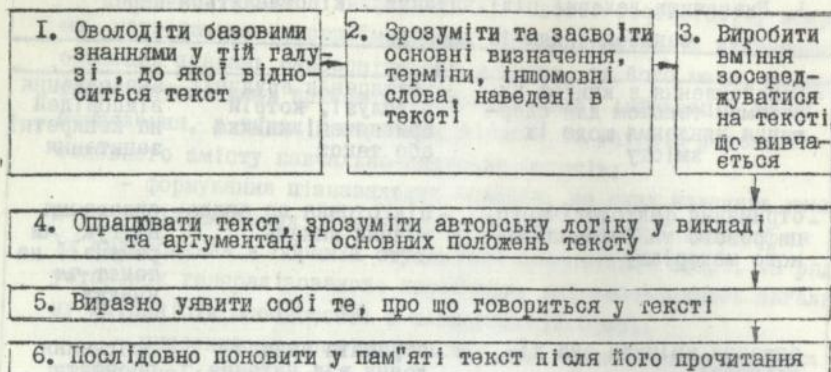 I. Оволодіти базовими
знаннями у тій галу-
зі , до якої відно-
ситься текст
2. Зрозуміти та засвоїти
основні визначення,
терміни, іншомовні
слова, наведені в
тексті
3. Виробити
вміння
зосеред-
жуватися
на тексті,
що вивча-
ється
4. Опрацювати текст, зрозуміти авторську логіку у викладі
та аргументації основних положень тексту
5. Виразно уявити собі те, про що говориться у тексті
6. Послідовно поновити у пам"яті текст після його прочитання